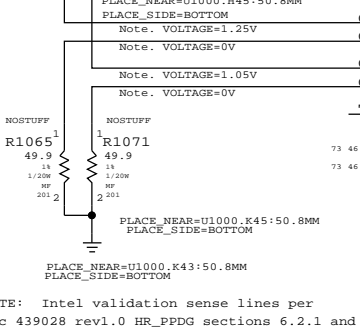 PLACE_NEAR=U1000.H45:50.8MM
PLACE_SIDE=BOTTOM
Note. VOLTAGE=1.25V
Note. VOLTAGE=0V
Note. VOLTAGE=1.05V
Note. VOLTAGE=0V
NOSTUFF NOSTUFF
R1065 1 1 R1071
49.9 49.9
1% 1%
1/20W 1/20W
MF MF
201 2 2 201
73 46
73 46
PLACE_NEAR=U1000.K45:50.8MM
PLACE_SIDE=BOTTOM
PLACE_NEAR=U1000.K43:50.8MM
PLACE_SIDE=BOTTOM
TE: Intel validation sense lines per
c 439028 rev1.0 HR_PPDG sections 6.2.1 and